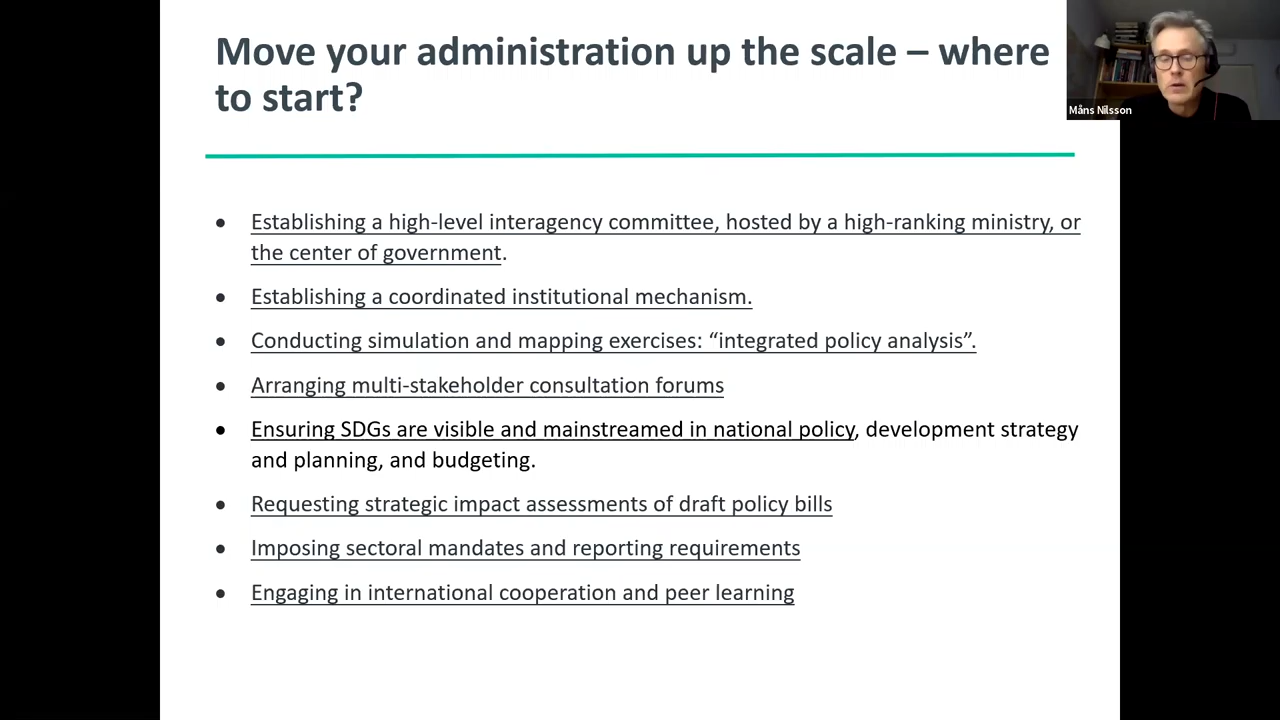 Move your administration up the scale – where
to start?
Måns Nilsson
• Establishing a high-level interagency committee, hosted by a high-ranking ministry, or
the center of government.
• Establishing a coordinated institutional mechanism.
• Conducting simulation and mapping exercises: “integrated policy analysis”.
• Arranging multi-stakeholder consultation forums
• Ensuring SDGs are visible and mainstreamed in national policy, development strategy
and planning, and budgeting.
• Requesting strategic impact assessments of draft policy bills
• Imposing sectoral mandates and reporting requirements
• Engaging in international cooperation and peer learning